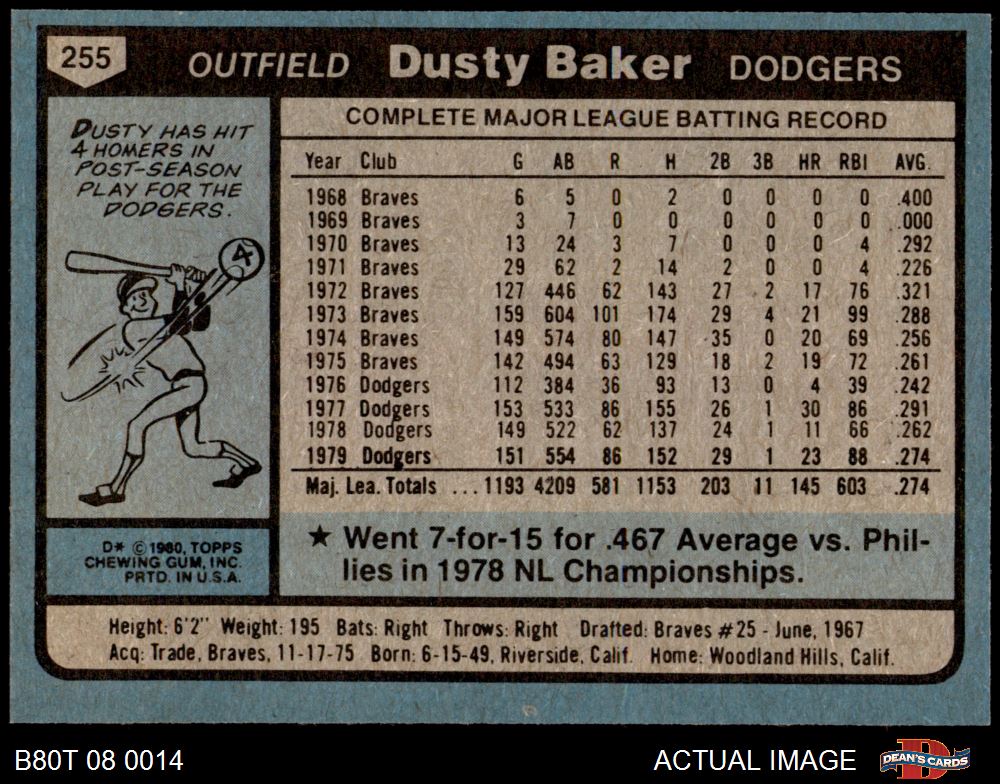 255 OUTFIELD Dusty Baker DODGERS
DUSTY HAS HIT
4 HOMERS IN
POST-SEASON
PLAY FOR THE
DODGERS.
4
D* © 1980, TOPPS
CHEWING GUM, INC.
PRTD. IN U.S.A.
COMPLETE MAJOR LEAGUE BATTING RECORD
Year Club G AB R H 2B 3B HR RBI AVG.
1968 Braves 6 5 0 2 0 0 0 0 .400
1969 Braves 3 7 0 0 0 0 0 0 .000
1970 Braves 13 24 3 7 0 0 0 4 .292
1971 Braves 29 62 2 14 2 0 0 4 .226
1972 Braves 127 446 62 143 27 2 17 76 .321
1973 Braves 159 604 101 174 29 4 21 99 .288
1974 Braves 149 574 80 147 35 0 20 69 .256
1975 Braves 142 494 63 129 18 2 19 72 .261
1976 Dodgers 112 384 36 93 13 0 4 39 .242
1977 Dodgers 153 533 86 155 26 1 30 86 .291
1978 Dodgers 149 522 62 137 24 1 11 66 .262
1979 Dodgers 151 554 86 152 29 1 23 88 .274
Maj. Lea. Totals ... 1193 4209 581 1153 203 11 145 603 .274
★ Went 7-for-15 for .467 Average vs. Phil-
lies in 1978 NL Championships.
Height: 6'2" Weight: 195 Bats: Right Throws: Right Drafted: Braves #25 - June, 1967
Acq: Trade, Braves, 11-17-75 Born: 6-15-49, Riverside, Calif. Home: Woodland Hills, Calif.
B80T 08 0014 ACTUAL IMAGE D DEAN'S CARDS